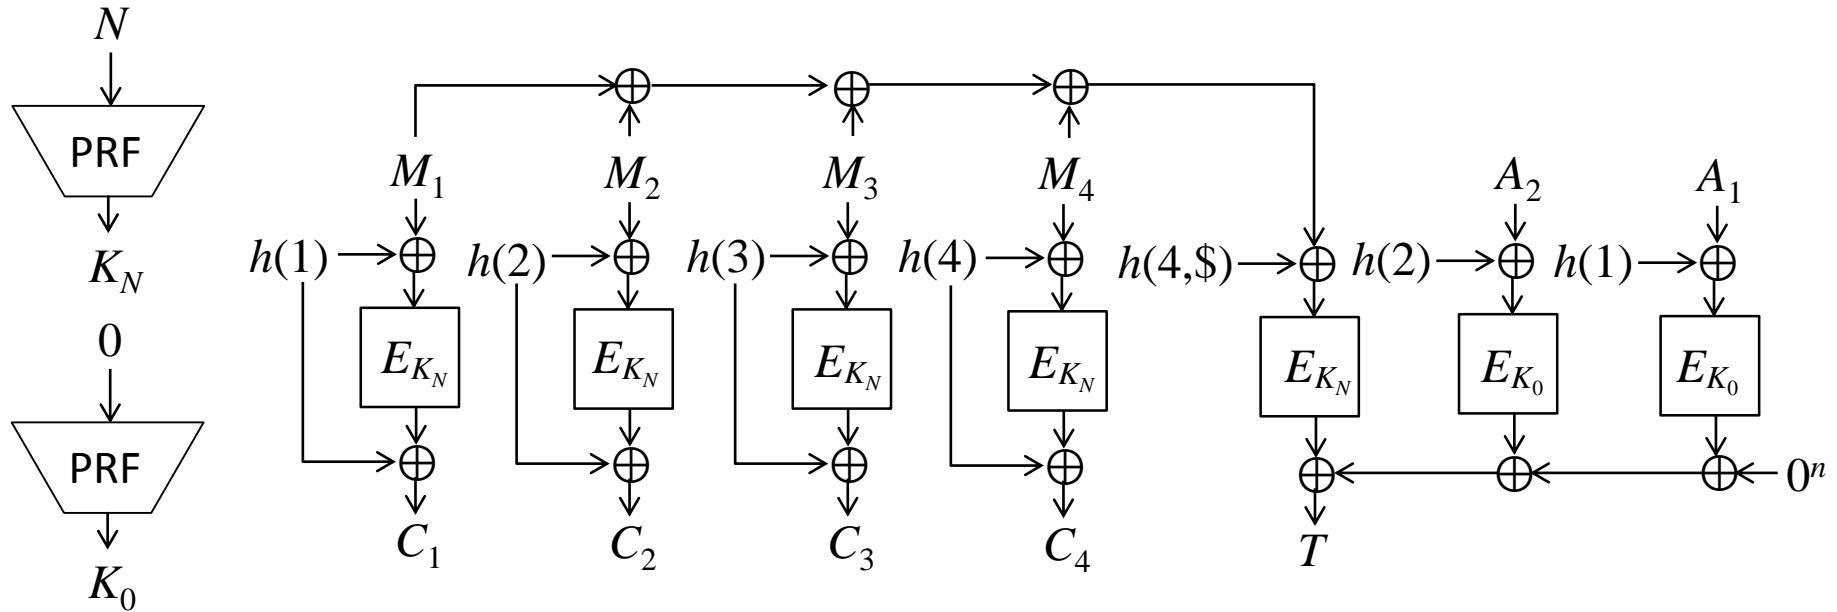 N
PRF
K_N
0
PRF
K_0
M_1 M_2 M_3 M_4 A_2 A_1
h(1) h(2) h(3) h(4) h(4,$) h(2) h(1)
E_{K_N} E_{K_N} E_{K_N} E_{K_N} E_{K_N} E_{K_0} E_{K_0}
0^n
C_1 C_2 C_3 C_4 T